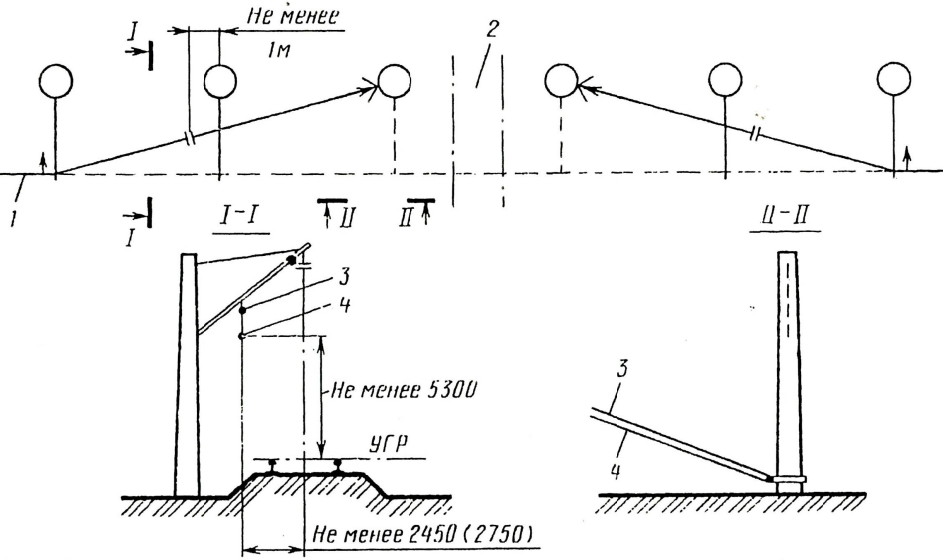 I
Не менее
1м
2
1
I
I-I
II
II
II-II
3
4
Не менее 5300
УГР
3
4
Не менее 2450 (2750)